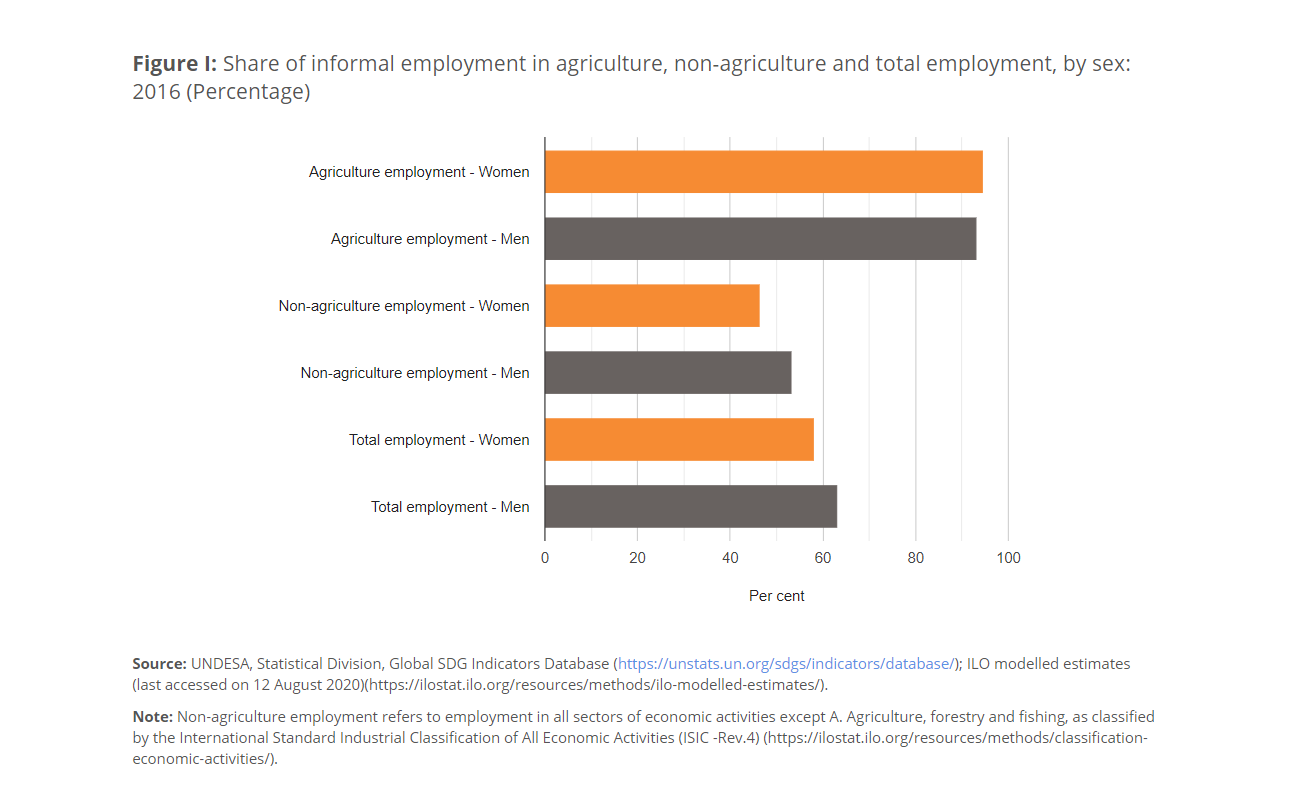 Figure I: Share of informal employment in agriculture, non-agriculture and total employment, by sex:
2016 (Percentage)
Agriculture employment - Women
Agriculture employment - Men
Non-agriculture employment - Women
Non-agriculture employment - Men
Total employment - Women
Total employment - Men
0 20 40 60 80 100
Per cent
Source: UNDESA, Statistical Division, Global SDG Indicators Database (https://unstats.un.org/sdgs/indicators/database/); ILO modelled estimates
(last accessed on 12 August 2020)(https://ilostat.ilo.org/resources/methods/ilo-modelled-estimates/).
Note: Non-agriculture employment refers to employment in all sectors of economic activities except A. Agriculture, forestry and fishing, as classified
by the International Standard Industrial Classification of All Economic Activities (ISIC -Rev.4) (https://ilostat.ilo.org/resources/methods/classification-
economic-activities/).